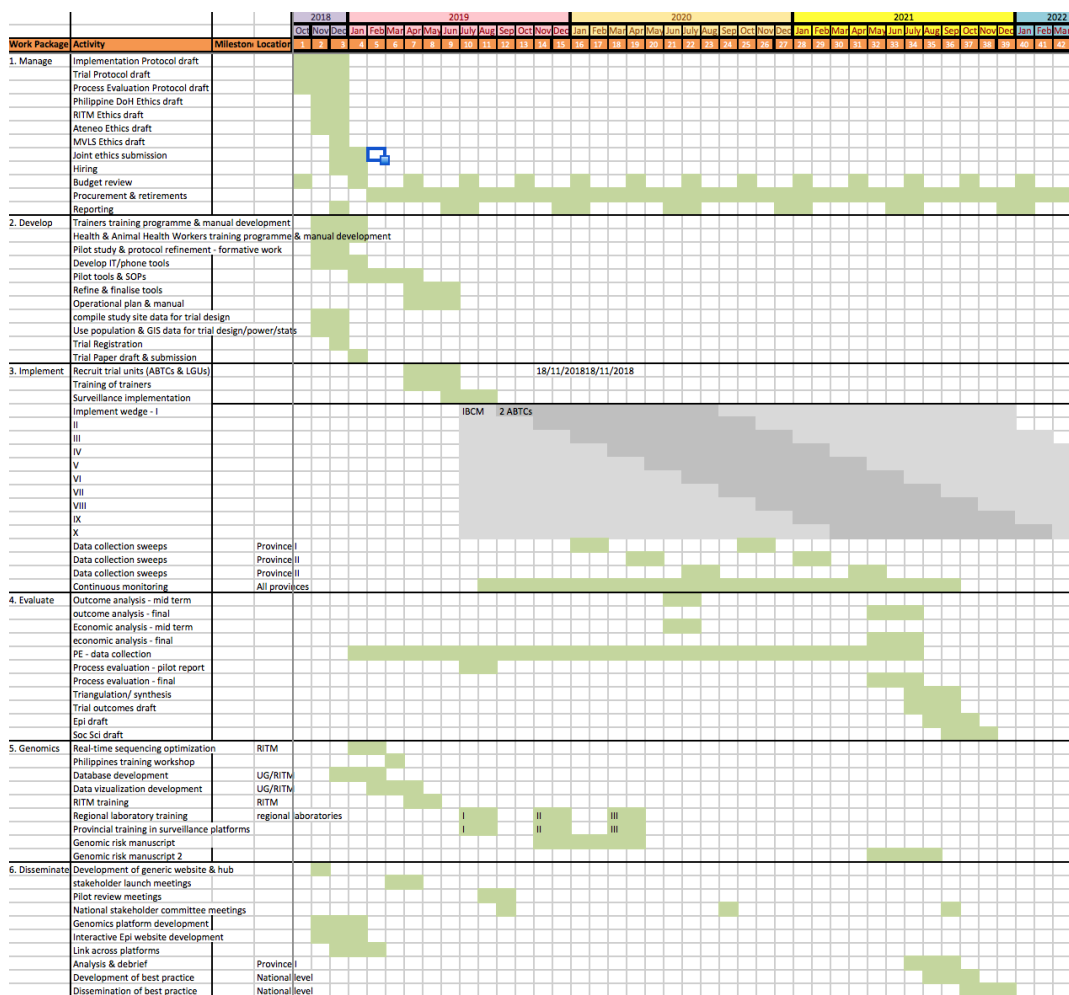 2018 2019 2020 2021 2022
Oct Nov Dec Jan Feb Mar Apr May Jun July Aug Sep Oct Nov Dec Jan Feb Mar Apr May Jun July Aug Sep Oct Nov Dec Jan Feb Mar Apr May Jun July Aug Sep Oct Nov Dec Jan Feb Mar
Work Package Activity Mileston Location 1 2 3 4 5 6 7 8 9 10 11 12 13 14 15 16 17 18 19 20 21 22 23 24 25 26 27 28 29 30 31 32 33 34 35 36 37 38 39 40 41 42
1. Manage Implementation Protocol draft
Trial Protocol draft
Process Evaluation Protocol draft
Philippine DoH Ethics draft
RITM Ethics draft
Ateneo Ethics draft
MVLS Ethics draft
Joint ethics submission
Hiring
Budget review
Procurement & retirements
Reporting
2. Develop Trainers training programme & manual development
Health & Animal Health Workers training programme & manual development
Pilot study & protocol refinement - formative work
Develop IT/phone tools
Pilot tools & SOPs
Refine & finalise tools
Operational plan & manual
compile study site data for trial design
Use population & GIS data for trial design/power/stats
Trial Registration
Trial Paper draft & submission
3. Implement Recruit trial units (ABTCs & LGUs) 18/11/201818/11/2018
Training of trainers
Surveillance implementation
Implement wedge - I IBCM 2 ABTCs
II
III
IV
V
VI
VII
VIII
IX
X
Data collection sweeps Province I
Data collection sweeps Province II
Data collection sweeps Province II
Continuous monitoring All provinces
4. Evaluate Outcome analysis - mid term
outcome analysis - final
Economic analysis - mid term
economic analysis - final
PE - data collection
Process evaluation - pilot report
Process evaluation - final
Triangulation/ synthesis
Trial outcomes draft
Epi draft
Soc Sci draft
5. Genomics Real-time sequencing optimization RITM
Philippines training workshop
Database development UG/RITM
Data vizualization development UG/RITM
RITM training RITM
Regional laboratory training regional laboratories I II III
Provincial training in surveillance platforms I II III
Genomic risk manuscript
Genomic risk manuscript 2
6. Disseminate Development of generic website & hub
stakeholder launch meetings
Pilot review meetings
National stakeholder committee meetings
Genomics platform development
Interactive Epi website development
Link across platforms
Analysis & debrief Province I
Development of best practice National level
Dissemination of best practice National level